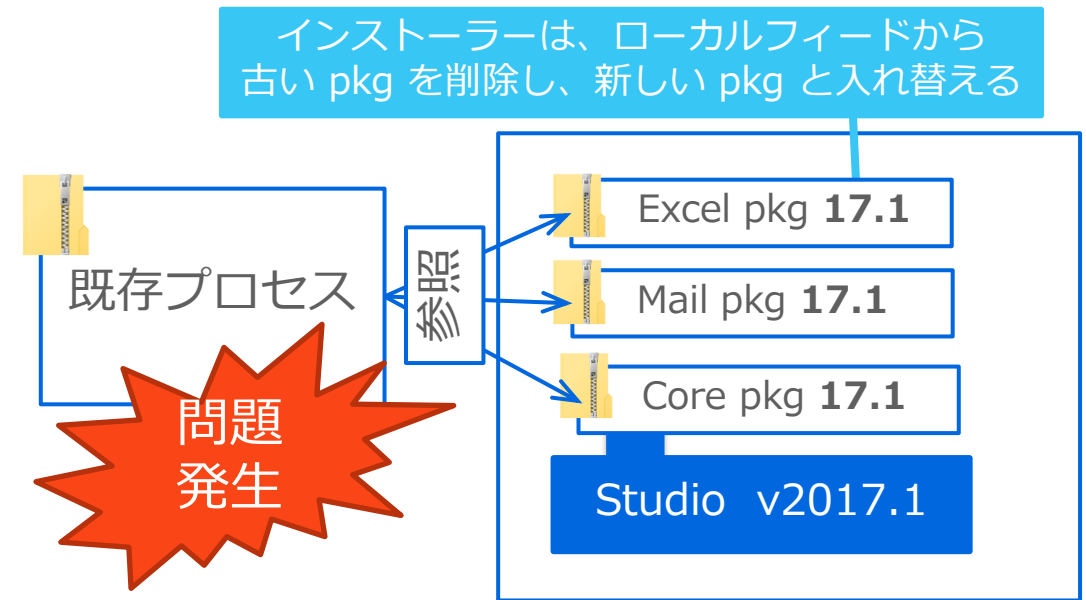 インストーラーは、ローカルフィードから
古い pkg を削除し、新しい pkg と入れ替える
既存プロセス
問題
発生
参照
Excel pkg 17.1
Mail pkg 17.1
Core pkg 17.1
Studio v2017.1